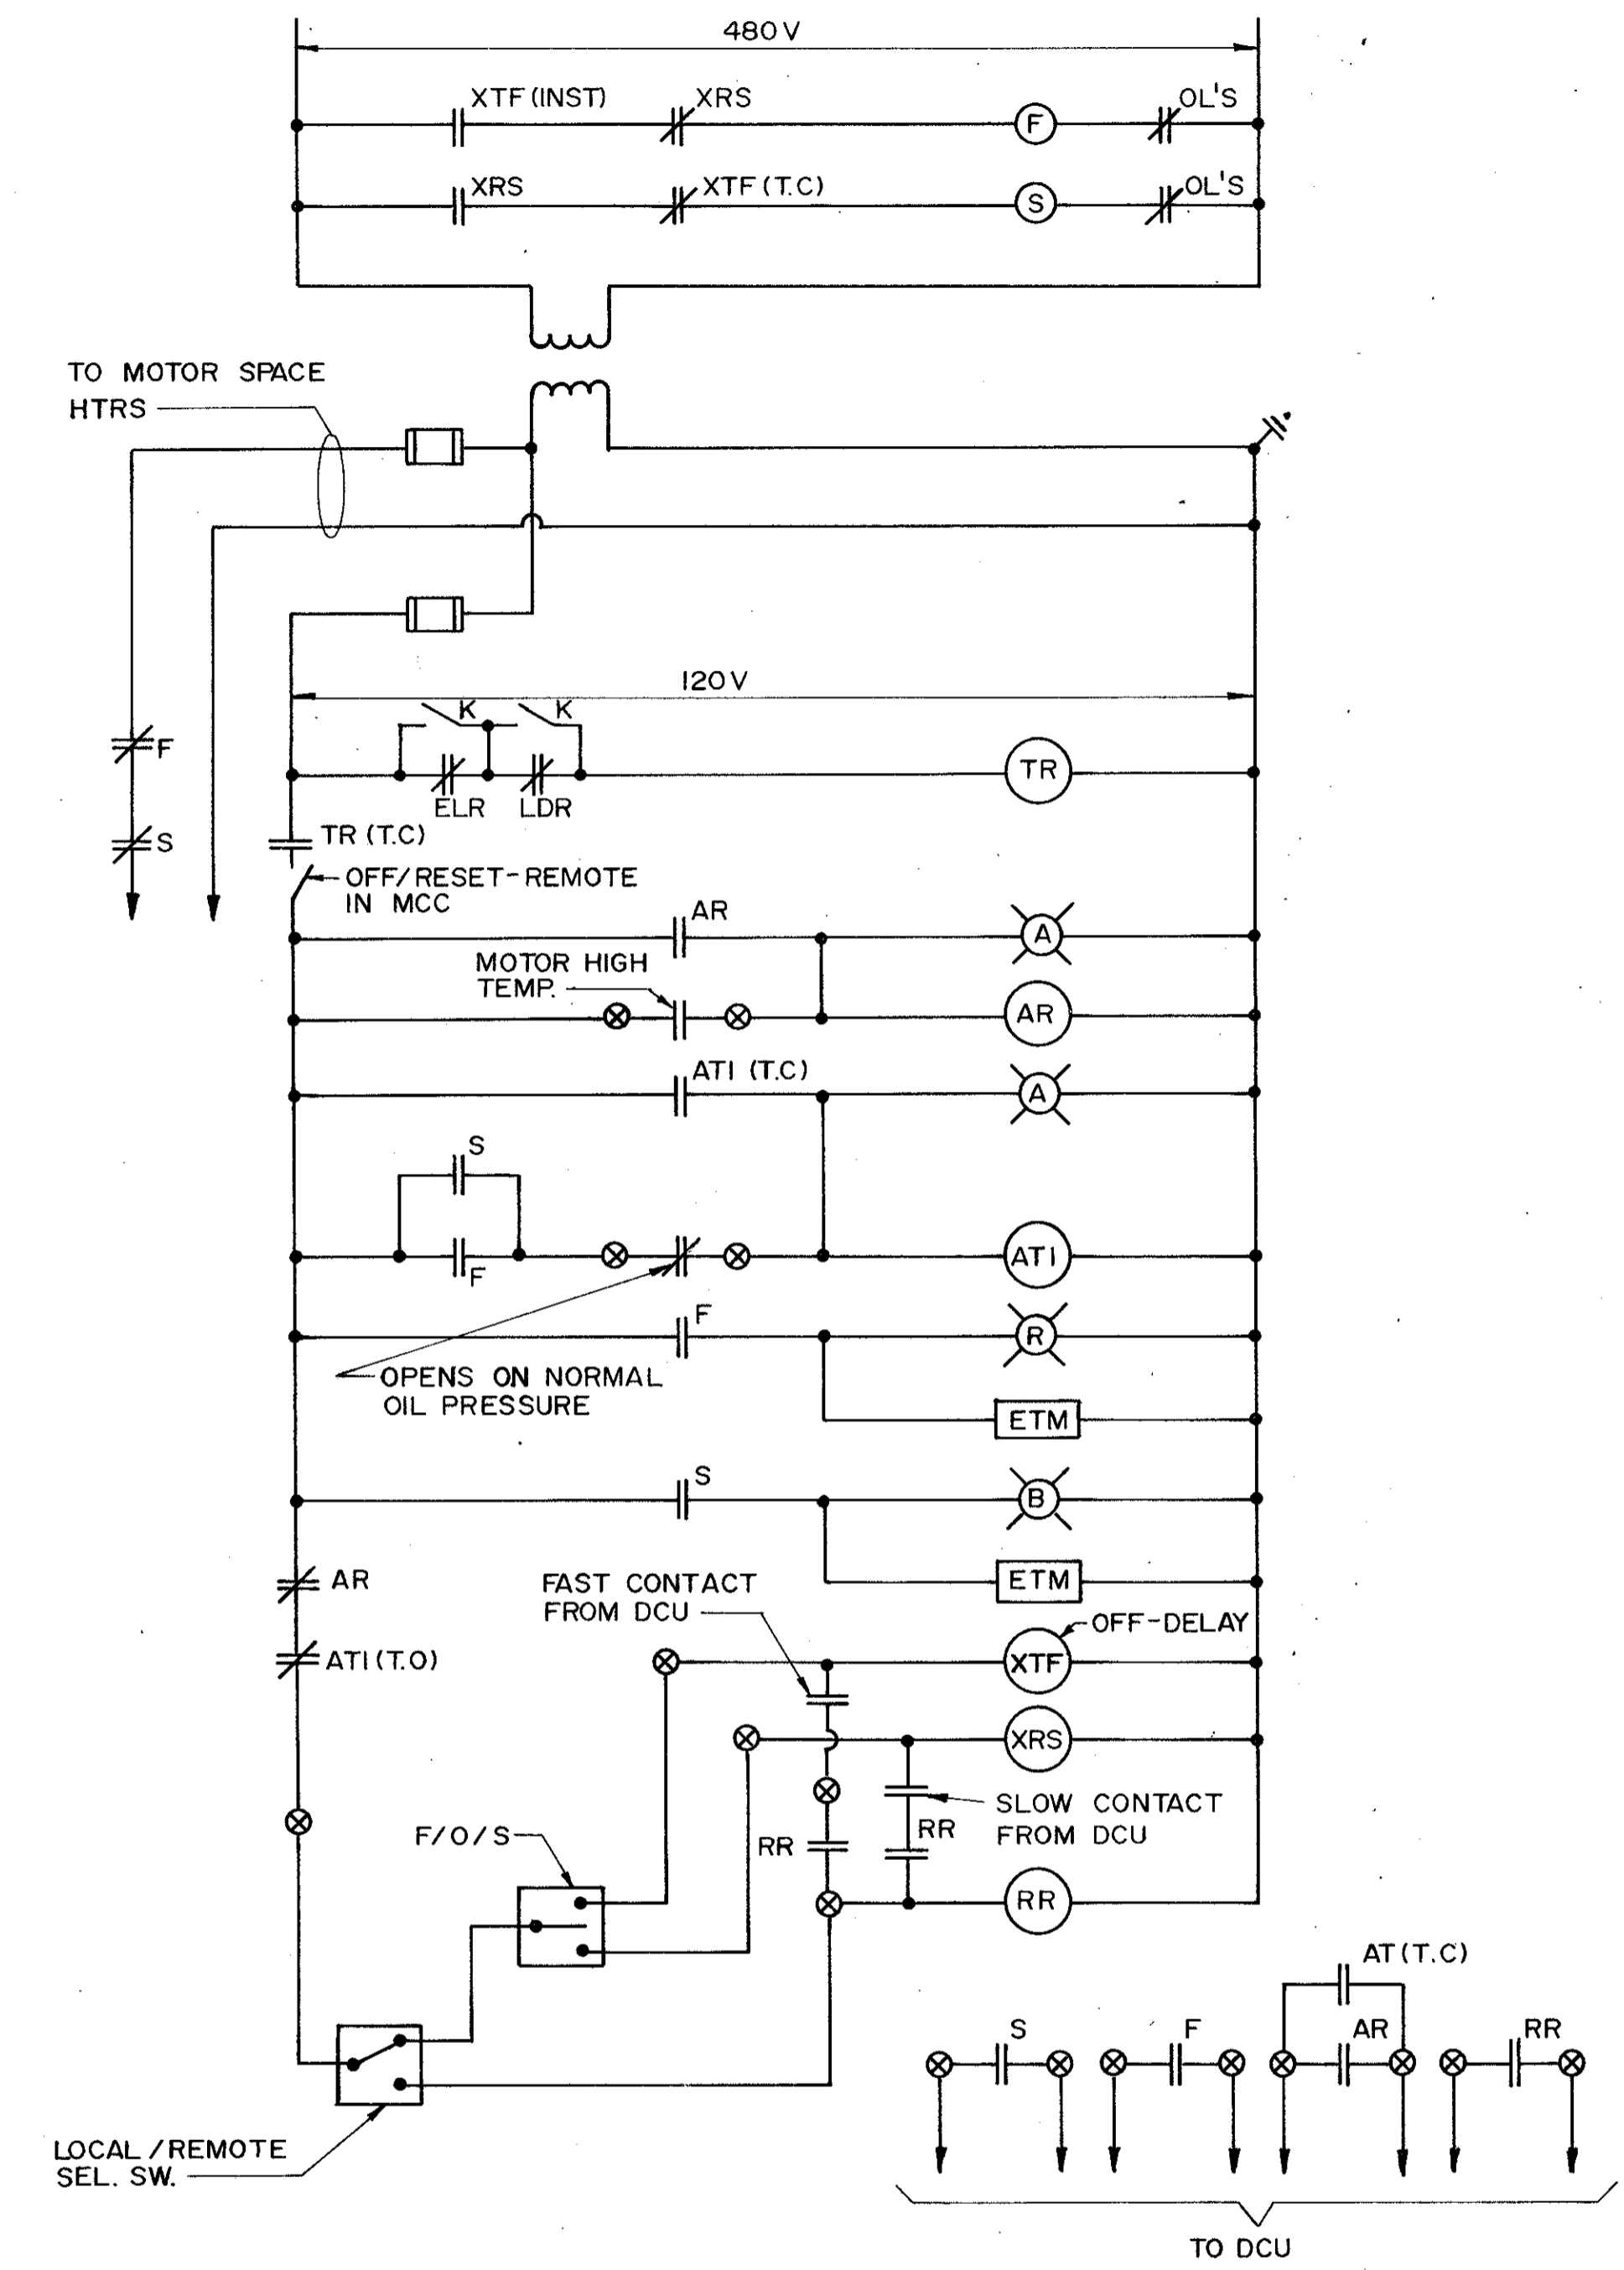 480V
XTF (INST)
XRS
F
OL'S
XRS
XTF (T.C)
S
OL'S
TO MOTOR SPACE
HTRS
120V
K
K
F
TR
ELR
LDR
S
TR (T.C)
OFF/RESET-REMOTE
IN MCC
AR
A
MOTOR HIGH
TEMP.
AR
ATI (T.C)
A
S
ATI
F
F
R
OPENS ON NORMAL
OIL PRESSURE
ETM
S
B
AR
FAST CONTACT
FROM DCU
ETM
OFF-DELAY
ATI (T.O)
XTF
XRS
SLOW CONTACT
FROM DCU
F/O/S
RR
RR
RR
AT (T.C)
S
F
AR
RR
LOCAL/REMOTE
SEL. SW.
TO DCU